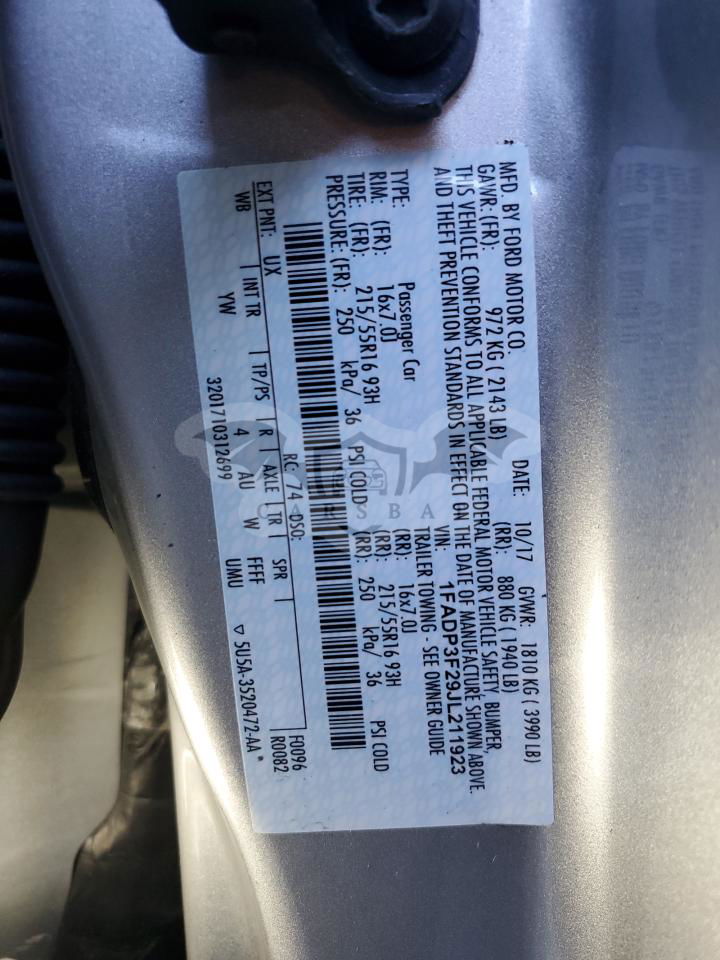 MFD. BY FORD MOTOR CO.
DATE: 10/17 GVWR: 1810 KG ( 3990 LB)
GAVR: (FR): 972 KG ( 2143 LB) (RR): 880 KG ( 1940 LB)
THIS VEHICLE CONFORMS TO ALL APPLICABLE FEDERAL MOTOR VEHICLE SAFETY, BUMPER,
AND THEFT PREVENTION STANDARDS IN EFFECT ON THE DATE OF MANUFACTURE SHOWN ABOVE.
VIN: 1FADP3F29JL211923
TYPE: Passenger Car TRAILER TOWING - SEE OWNER GUIDE
RIM: (FR): 16x7.0J (RR): 16x7.0J
TIRE: (FR): 215/55R16 93H (RR): 215/55R16 93H
PRESSURE: (FR): 250 kPa/ 36 PSI COLD (RR): 250 kPa/ 36 PSI COLD
EXT PNT: UX RC: 74 DSO: F0096
WB INT TR TP/PS R AXLE TR SPR R0082
YW 4 AU W FFFF
3201710312699 UMU ▽ 5U5A-3520472-AA *
CARSBA